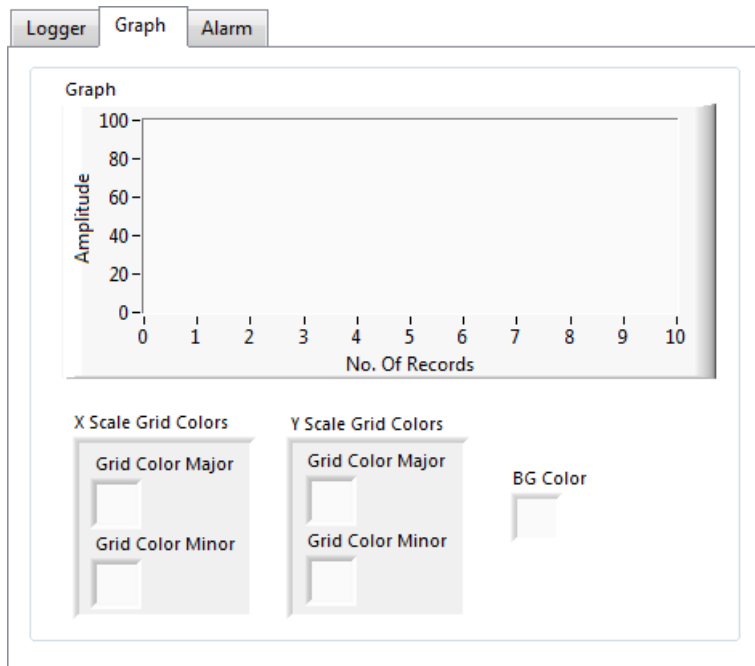 Logger Graph Alarm
Graph
100
80
60
40
20
0
Amplitude
0 1 2 3 4 5 6 7 8 9 10
No. Of Records
X Scale Grid Colors
Grid Color Major
Grid Color Minor
Y Scale Grid Colors
Grid Color Major
Grid Color Minor
BG Color